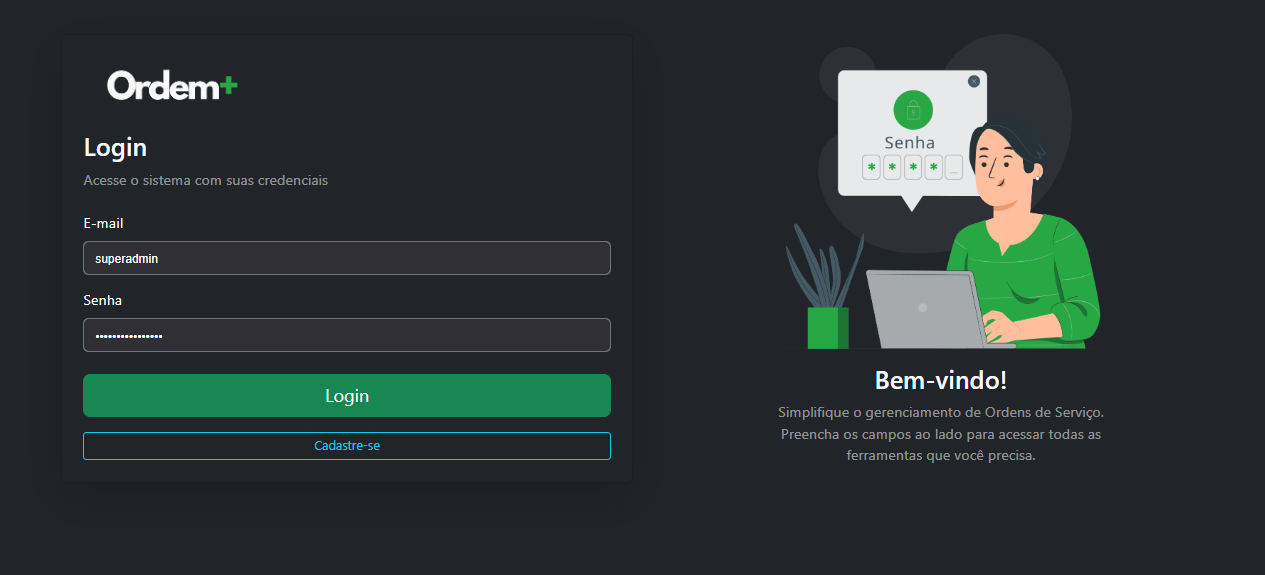 Ordem+
Login
Acesse o sistema com suas credenciais
E-mail
superadmin
Senha
••••••••••••••••
Login
Cadastre-se
Senha
* * * * _
Bem-vindo!
Simplifique o gerenciamento de Ordens de Serviço.
Preencha os campos ao lado para acessar todas as
ferramentas que você precisa.